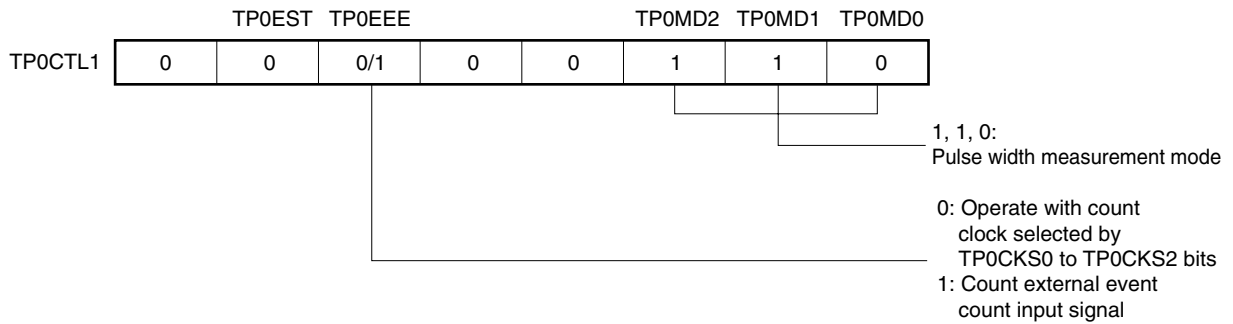 TP0EST TP0EEE TP0MD2 TP0MD1 TP0MD0
TP0CTL1 0 0 0/1 0 0 1 1 0
1, 1, 0:
Pulse width measurement mode
0: Operate with count
clock selected by
TP0CKS0 to TP0CKS2 bits
1: Count external event
count input signal